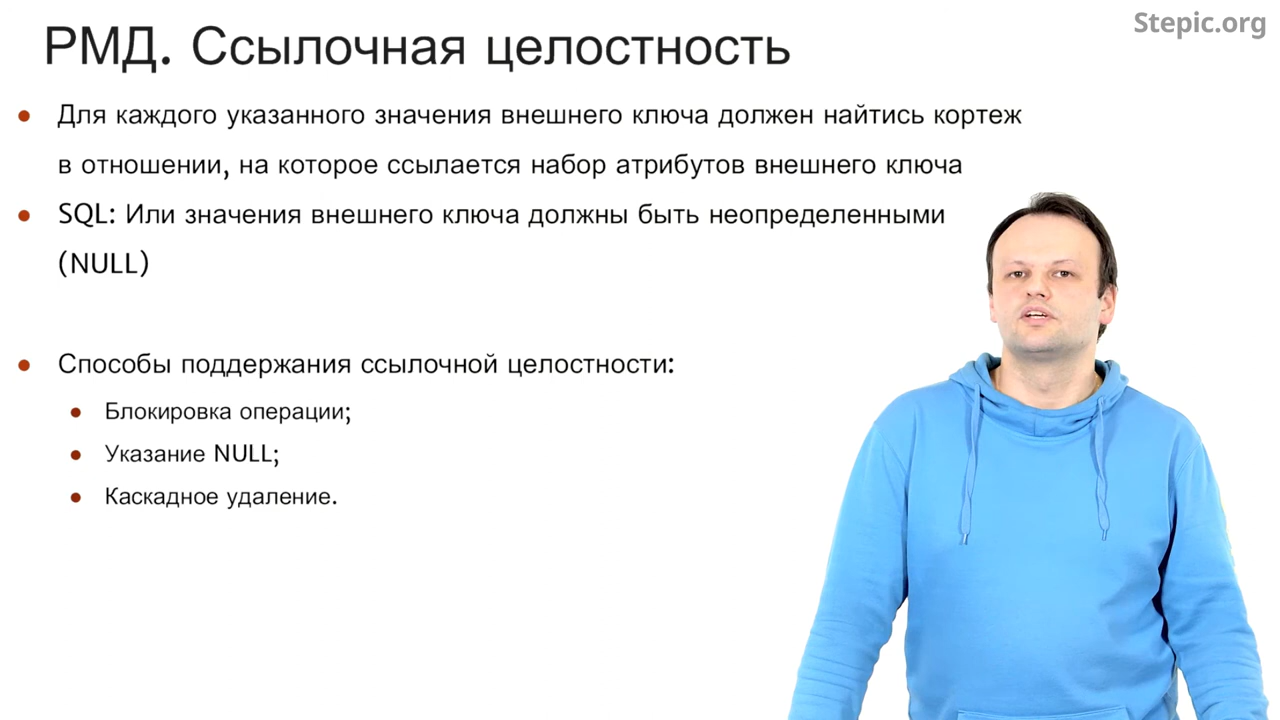 Stepic.org
РМД. Ссылочная целостность
Для каждого указанного значения внешнего ключа должен найтись кортеж
в отношении, на которое ссылается набор атрибутов внешнего ключа
SQL: Или значения внешнего ключа должны быть неопределенными
(NULL)
Способы поддержания ссылочной целостности:
Блокировка операции;
Указание NULL;
Каскадное удаление.